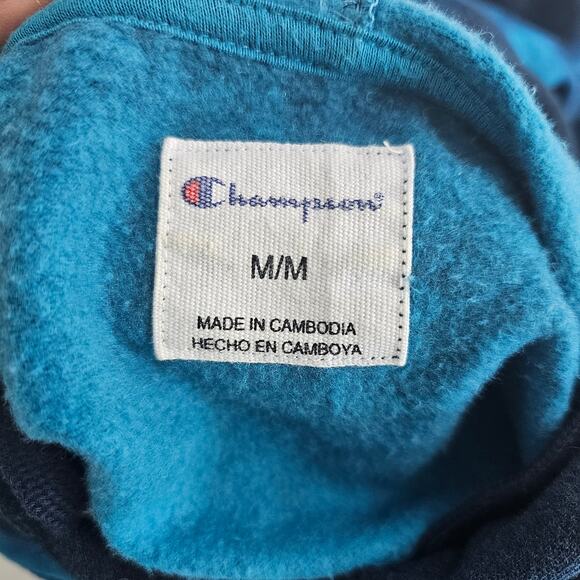 Champion®
M/M
MADE IN CAMBODIA
HECHO EN CAMBOYA